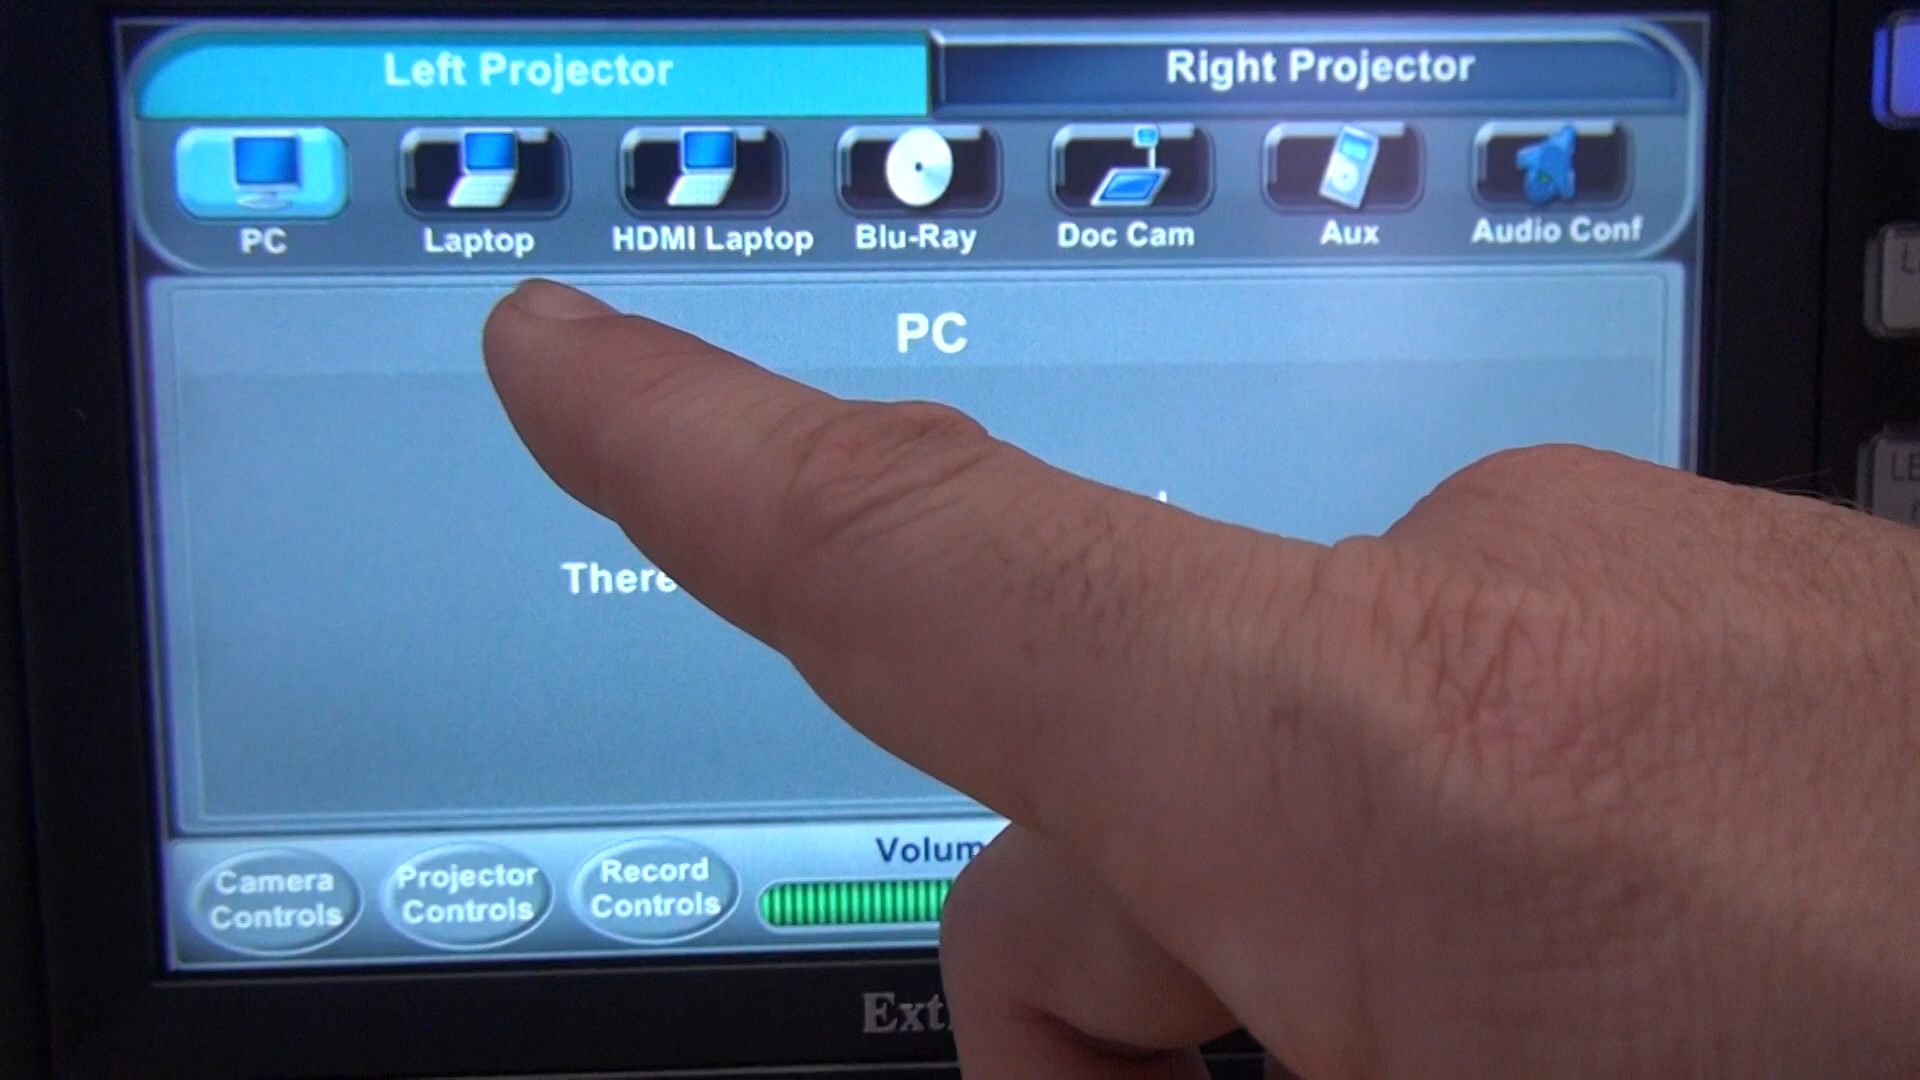 Left Projector
Right Projector
PC
Laptop
HDMI Laptop
Blu-Ray
Doc Cam
Aux
Audio Conf
PC
There
Camera
Controls
Projector
Controls
Record
Controls
Volum
Ext